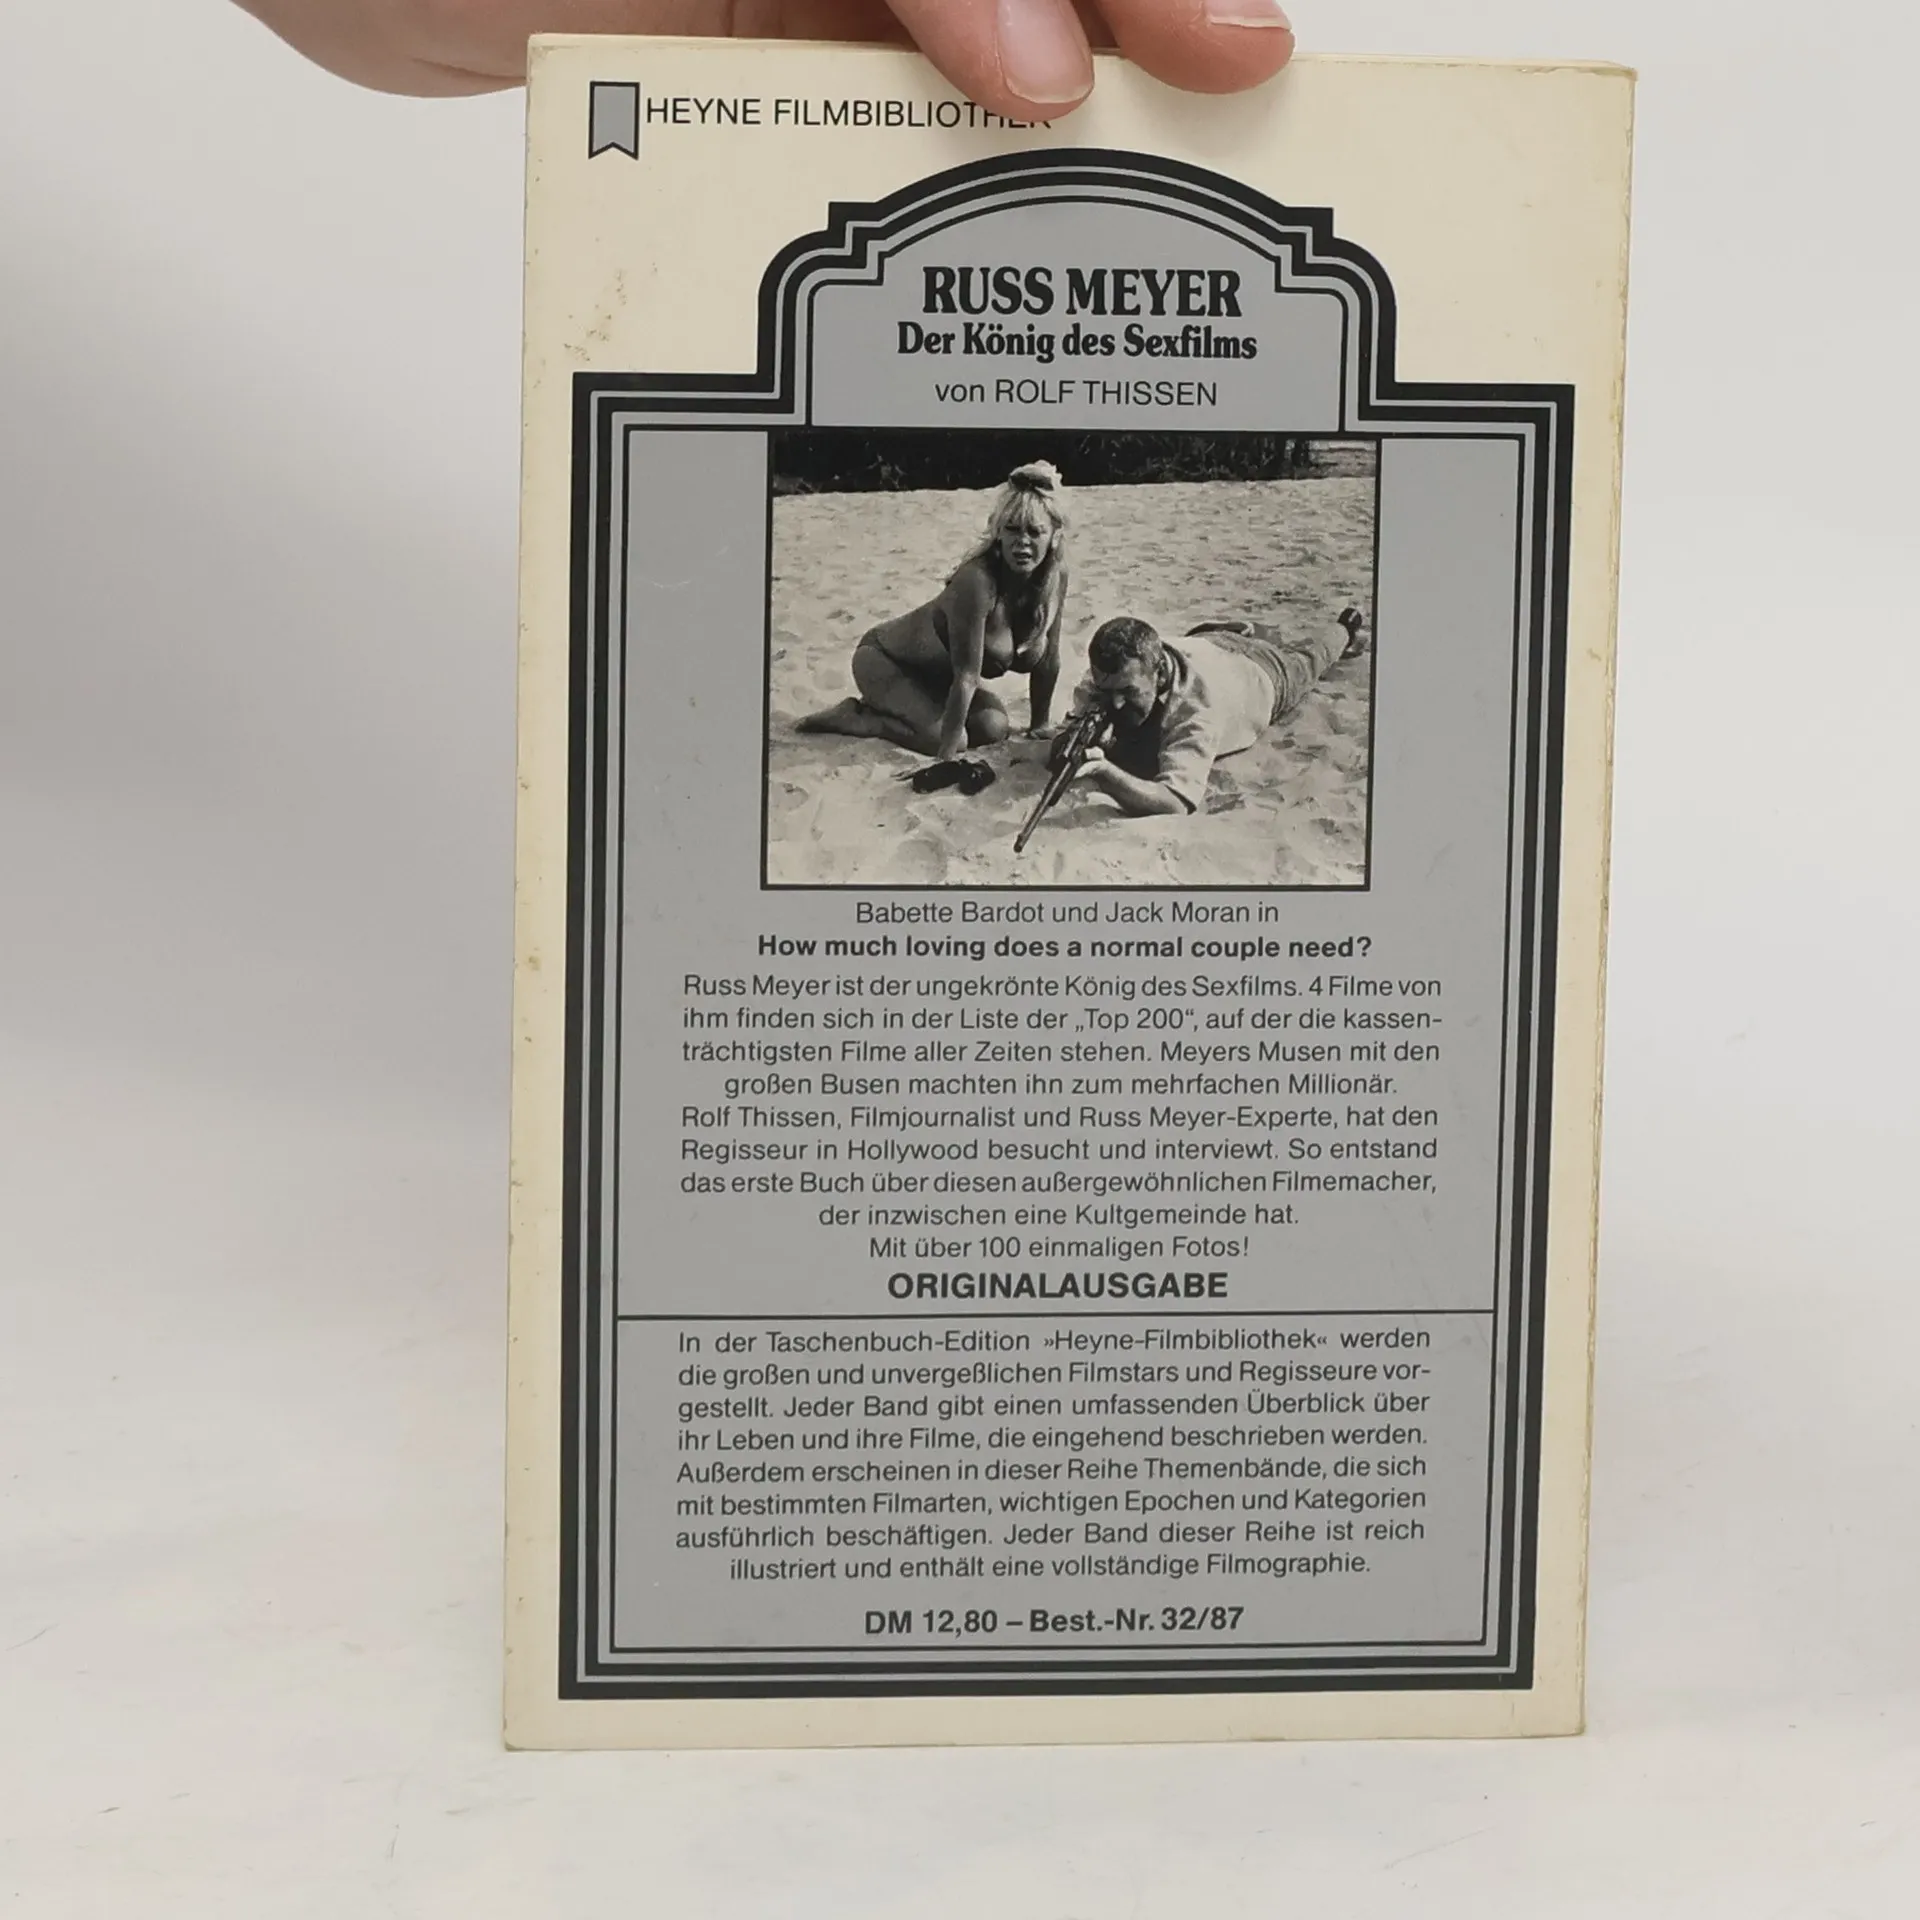 HEYNE FILMBIBLIOTHEK
RUSS MEYER
Der König des Sexfilms
von ROLF THISSEN
Babette Bardot und Jack Moran in
How much loving does a normal couple need?
Russ Meyer ist der ungekrönte König des Sexfilms. 4 Filme von
ihm finden sich in der Liste der „Top 200“, auf der die kassen-
trächtigsten Filme aller Zeiten stehen. Meyers Musen mit den
großen Busen machten ihn zum mehrfachen Millionär.
Rolf Thissen, Filmjournalist und Russ Meyer-Experte, hat den
Regisseur in Hollywood besucht und interviewt. So entstand
das erste Buch über diesen außergewöhnlichen Filmemacher,
der inzwischen eine Kultgemeinde hat.
Mit über 100 einmaligen Fotos!
ORIGINALAUSGABE
In der Taschenbuch-Edition »Heyne-Filmbibliothek« werden
die großen und unvergeßlichen Filmstars und Regisseure vor-
gestellt. Jeder Band gibt einen umfassenden Überblick über
ihr Leben und ihre Filme, die eingehend beschrieben werden.
Außerdem erscheinen in dieser Reihe Themenbände, die sich
mit bestimmten Filmarten, wichtigen Epochen und Kategorien
ausführlich beschäftigen. Jeder Band dieser Reihe ist reich
illustriert und enthält eine vollständige Filmographie.
DM 12,80 – Best.-Nr. 32/87